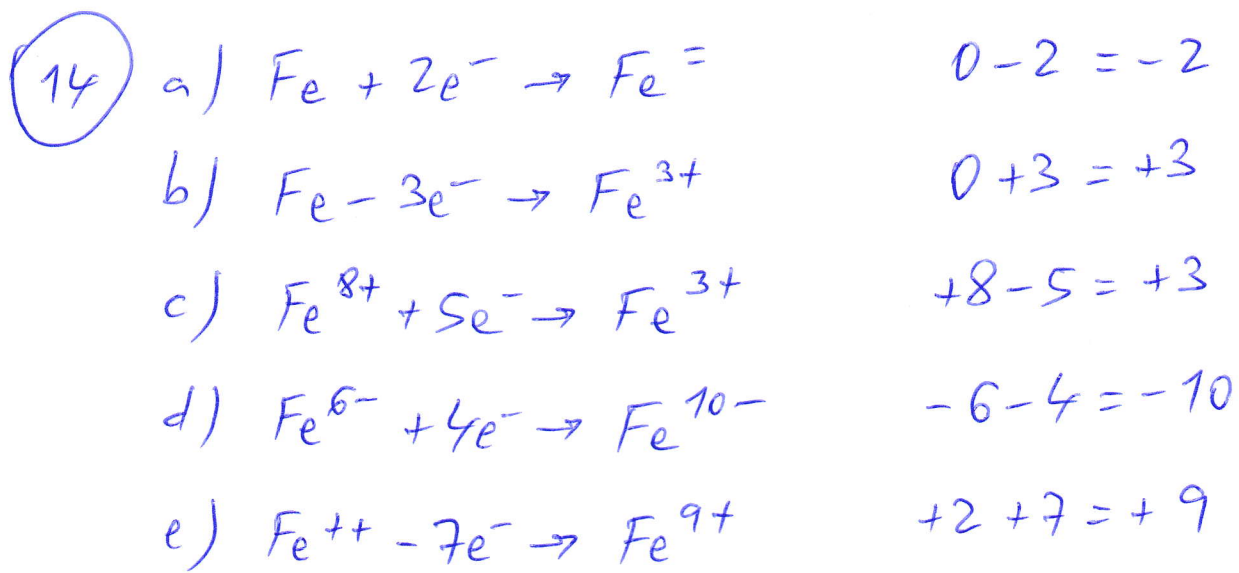 14 a) Fe + 2e⁻ → Fe⁼ 0 - 2 = - 2
b) Fe - 3e⁻ → Fe³⁺ 0 + 3 = +3
c) Fe⁸⁺ + 5e⁻ → Fe³⁺ +8 - 5 = +3
d) Fe⁶⁻ + 4e⁻ → Fe¹⁰⁻ - 6 - 4 = - 10
e) Fe⁺⁺ - 7e⁻ → Fe⁹⁺ +2 + 7 = + 9